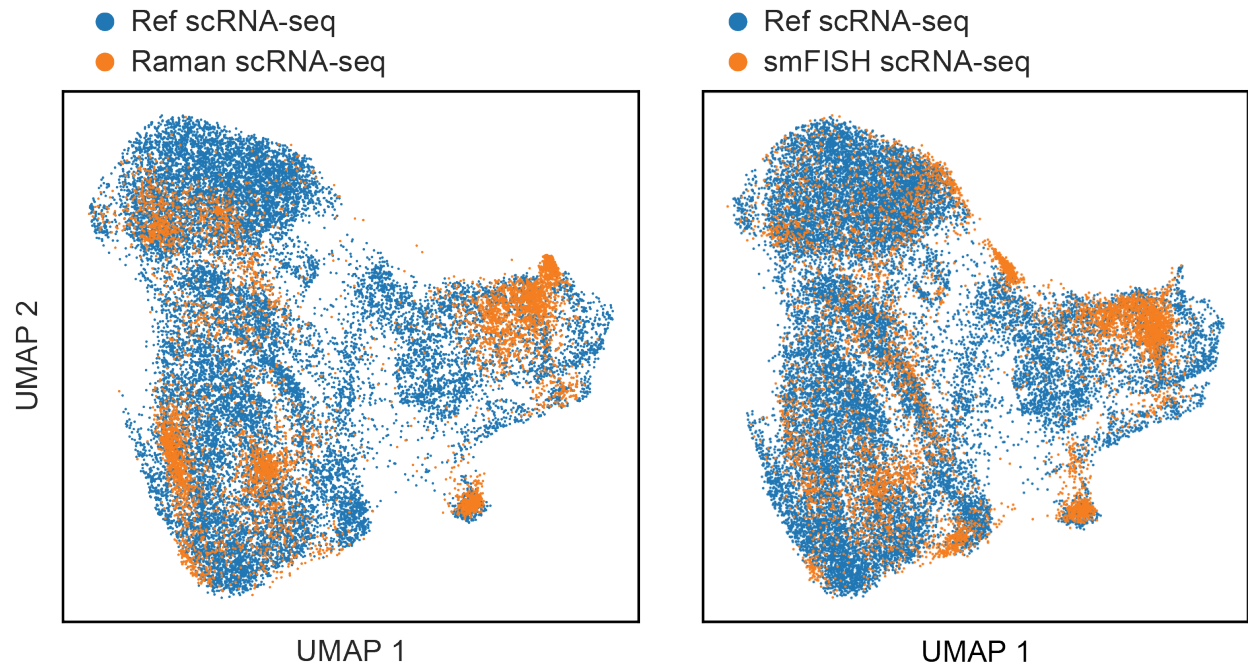 Ref scRNA-seq
Raman scRNA-seq
Ref scRNA-seq
smFISH scRNA-seq
UMAP 2
UMAP 1
UMAP 1